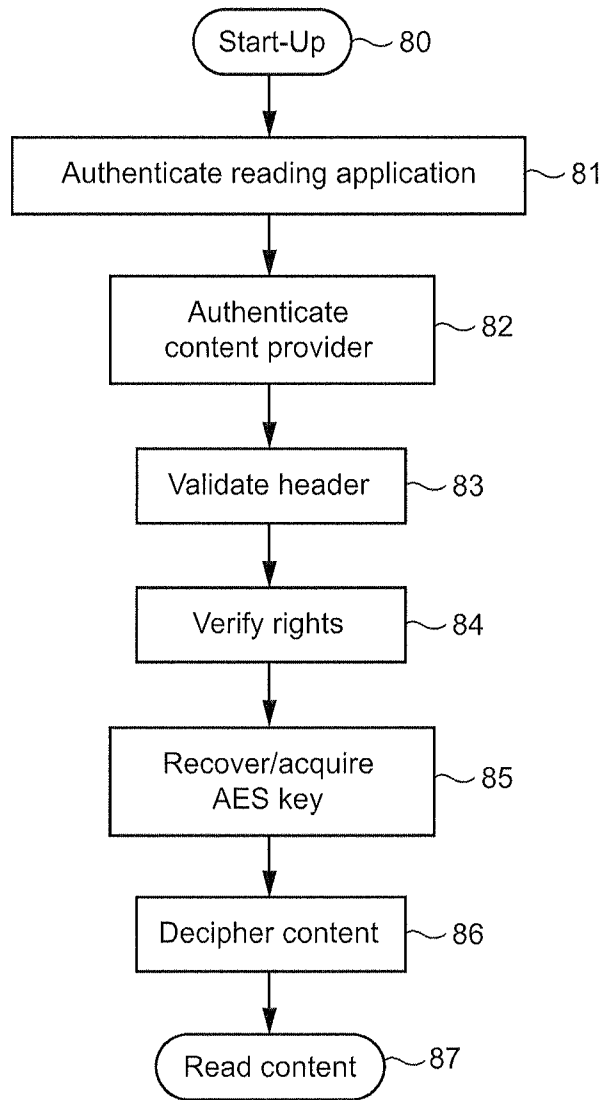 Start-Up 80
Authenticate reading application 81
Authenticate
content provider 82
Validate header 83
Verify rights 84
Recover/acquire
AES key 85
Decipher content 86
Read content 87